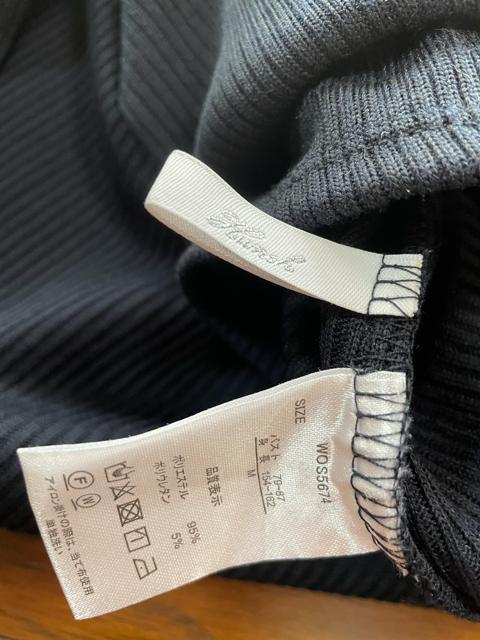 WOS5674
SIZE
バスト 79-87
身長 154-162
M
品質表示
ポリエステル 95%
ポリウレタン 5%
F W
アイロン掛けの際は、当て布使用